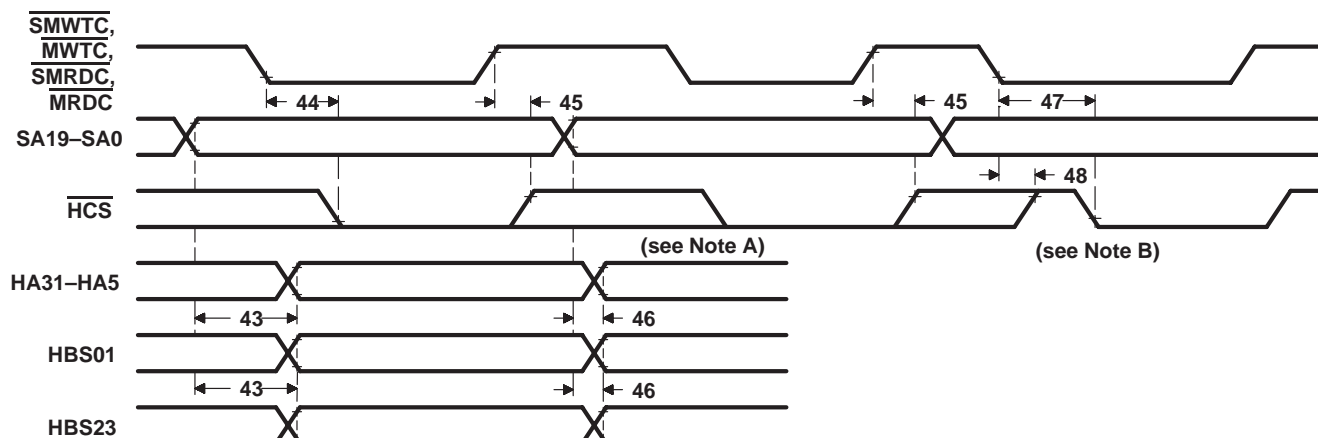 SMWTC,
MWTC,
SMRDC,
MRDC
44
45
45
47
SA19–SA0
48
HCS
(see Note A)
(see Note B)
HA31–HA5
43
46
HBS01
43
46
HBS23